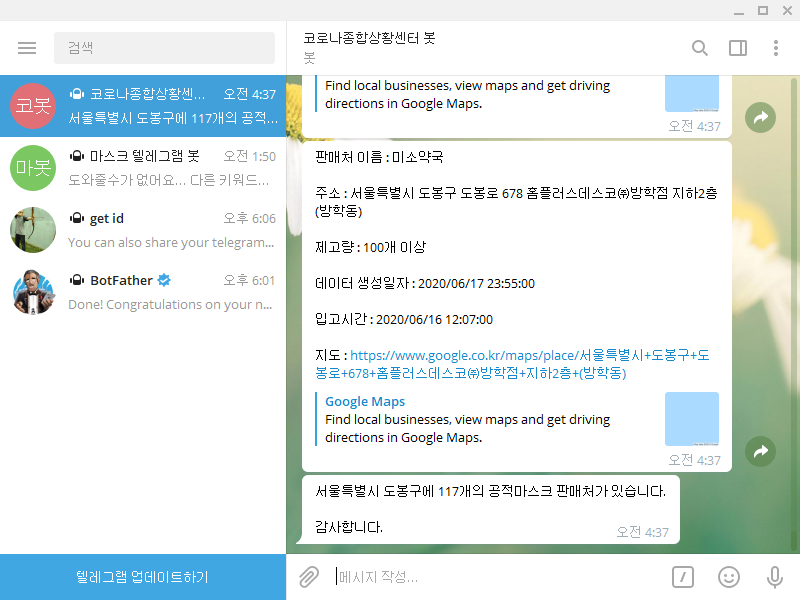 검색
코봇
코로나종합상황센...
오전 4:37
서울특별시 도봉구에 117개의 공적...
마봇
마스크 텔레그램 봇
오전 1:50
도와줄수가 없어요... 다른 키워드...
get id
오후 6:06
You can also share your telegram...
BotFather
오후 6:01
Done! Congratulations on your n...
텔레그램 업데이트하기
코로나종합상황센터 봇
봇
Find local businesses, view maps and get driving
directions in Google Maps.
오전 4:37
판매처 이름 : 미소약국
주소 : 서울특별시 도봉구 도봉로 678 홈플러스데스코㈜방학점 지하2층
(방학동)
제고량 : 100개 이상
데이터 생성일자 : 2020/06/17 23:55:00
입고시간 : 2020/06/16 12:07:00
지도 : https://www.google.co.kr/maps/place/서울특별시+도봉구+도
봉로+678+홈플러스데스코㈜방학점+지하2층+(방학동)
Google Maps
Find local businesses, view maps and get driving
directions in Google Maps.
오전 4:37
서울특별시 도봉구에 117개의 공적마스크 판매처가 있습니다.
감사합니다.
오전 4:37
메시지 작성...